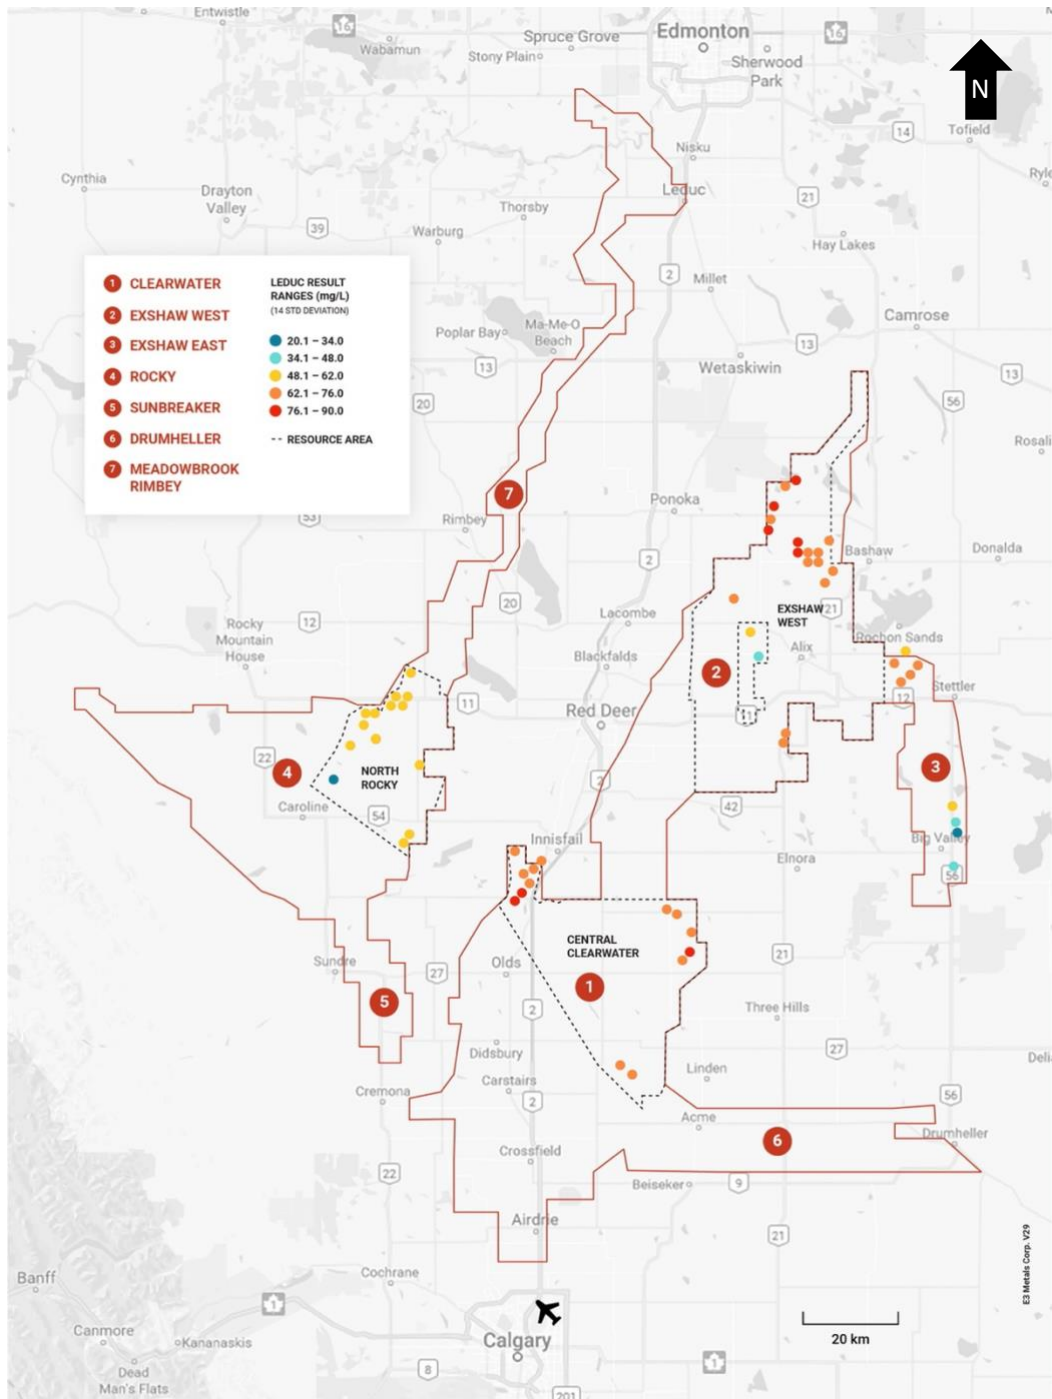 Entwistle
16
Wabamun
Spruce Grove
Stony Plain
Edmonton
Sherwood
Park
16
N
14
Tofield
Nisku
Cynthia
Drayton
Valley
Leduc
21
Ryle
Thorsby
39
Warburg
Hay Lakes
2
Millet
1 CLEARWATER
2 EXSHAW WEST
3 EXSHAW EAST
4 ROCKY
5 SUNBREAKER
6 DRUMHELLER
7 MEADOWBROOK
RIMBEY
LEDUC RESULT
RANGES (mg/L)
(14 STD DEVIATION)
20.1 – 34.0
34.1 – 48.0
48.1 – 62.0
62.1 – 76.0
76.1 – 90.0
RESOURCE AREA
Poplar Bay
Ma-Me-O
Beach
Camrose
13
13
Wetaskiwin
13
20
56
Rosali
7
Ponoka
53
Rimbey
2
Bashaw
Donalda
20
Lacombe
EXSHAW
WEST
21
12
Rocky
Mountain
House
Rochon Sands
Alix
Blackfalds
2
Stettler
12
11
Red Deer
11
22
4
NORTH
ROCKY
2
3
Caroline
54
42
Innisfail
Big Valley
Elnora
56
CENTRAL
CLEARWATER
Sundre
27
Olds
21
1
5
2
Three Hills
Didsbury
27
Deli
Carstairs
Linden
Cremona
2
56
Acme
Drumheller
6
Crossfield
22
Beiseker
9
Airdrie
21
Cochrane
Banff
1
E3 Metals Corp. V29
20 km
Canmore
Kananaskis
Calgary
Dead
Man's Flats
8
1
201